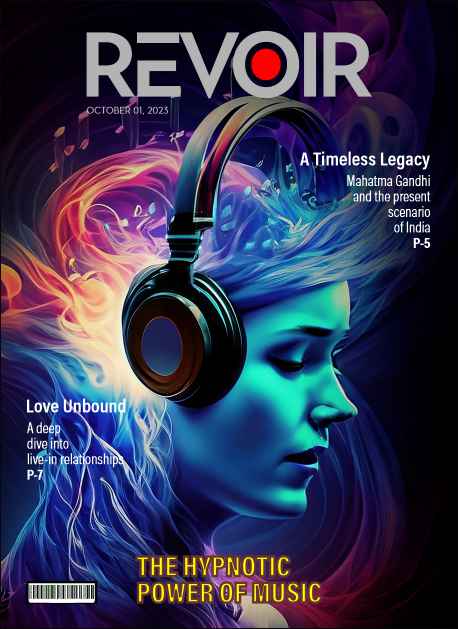 REVOIR
OCTOBER 01, 2023
A Timeless Legacy
Mahatma Gandhi
and the present
scenario
of India
P-5
Love Unbound
A deep
dive into
live-in relationships
P-7
THE HYPNOTIC
POWER OF MUSIC